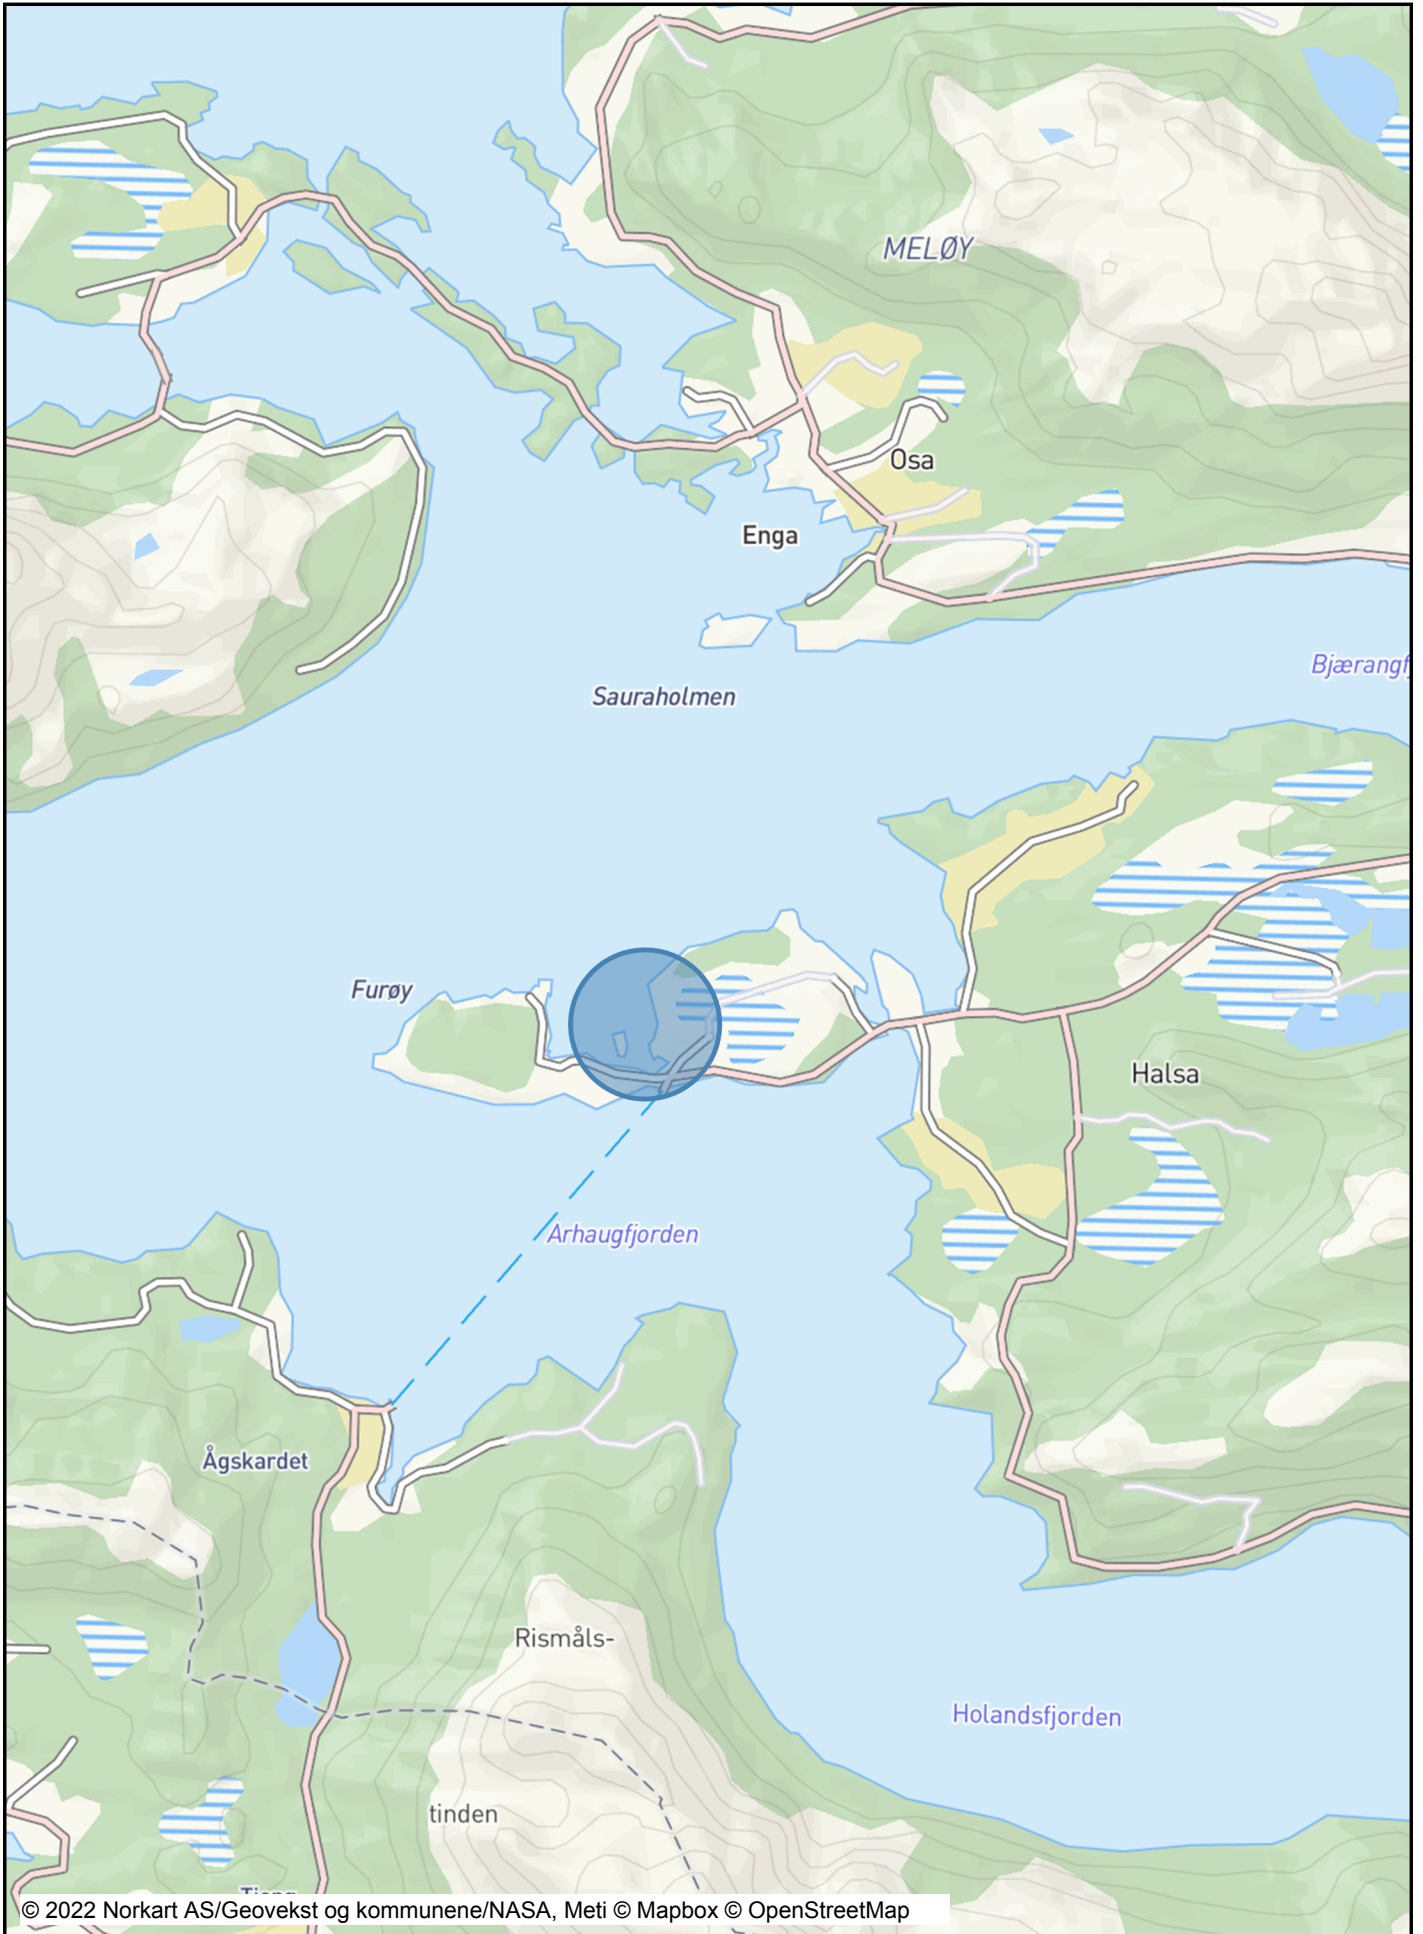 MELØY
Osa
Enga
Bjærangfj
Sauraholmen
Furøy
Halsa
Arhaugfjorden
Ågskardet
Rismåls-
Holandsfjorden
tinden
© 2022 Norkart AS/Geovekst og kommunene/NASA, Meti © Mapbox © OpenStreetMap